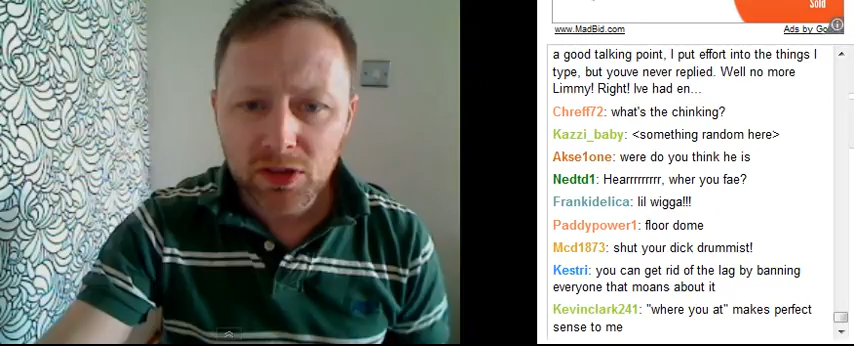 Sold
www.MadBid.com
Ads by Go
a good talking point, I put effort into the things I
type, but youve never replied. Well no more
Limmy! Right! Ive had en...
Chreff72: what's the chinking?
Kazzi_baby: <something random here>
Akse1one: were do you think he is
Nedtd1: Hearrrrrrrrr, wher you fae?
Frankidelica: lil wigga!!!
Paddypower1: floor dome
Mcd1873: shut your dick drummist!
Kestri: you can get rid of the lag by banning
everyone that moans about it
Kevinclark241: "where you at" makes perfect
sense to me